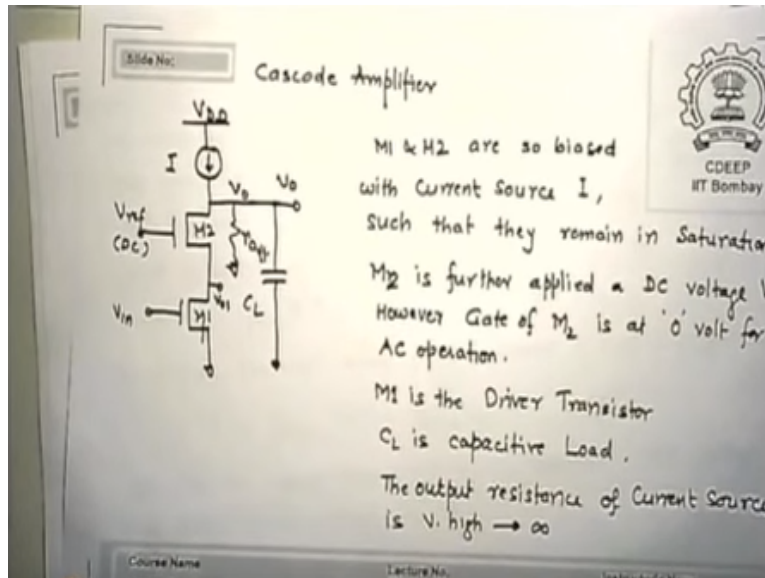 Slide No:
Cascode Amplifier
VDD
I
Vo
Vo
Vref
(DC)
M2
Roff
Vo1
CL
Vin
M1
CDEEP
IIT Bombay
M1 & M2 are so biased
with Current Source I,
such that they remain in Saturatio
M2 is further applied a DC voltage V
However Gate of M2 is at 'O' volt for
AC operation.
M1 is the Driver Transistor
CL is capacitive Load.
The output resistance of Current Source
is V. high → ∞
Course Name
Lecture No.